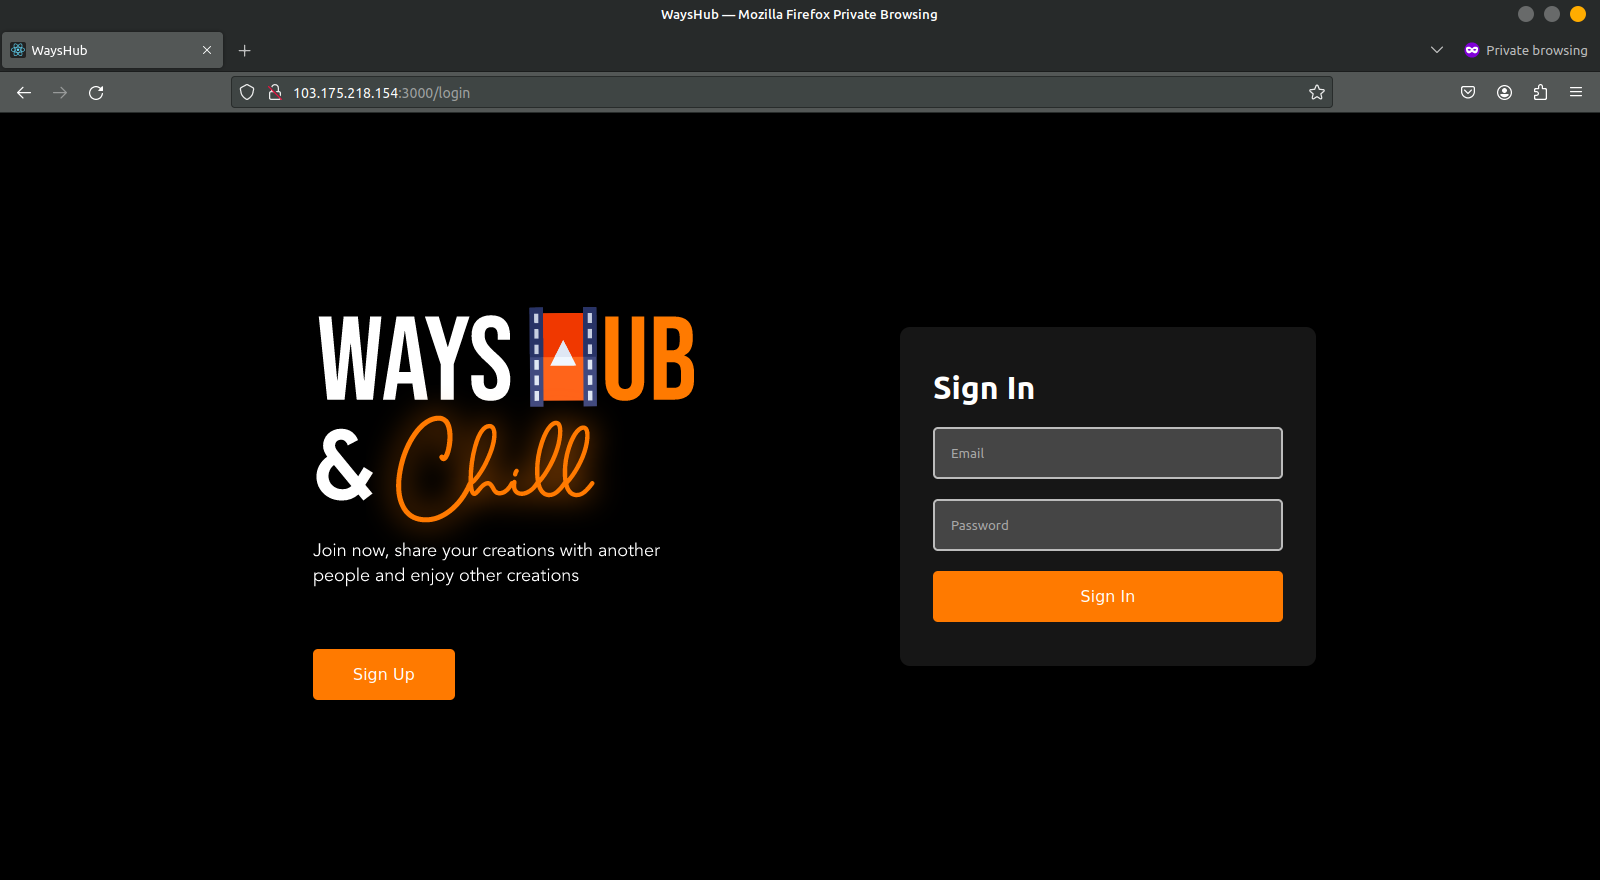 WaysHub — Mozilla Firefox Private Browsing
WaysHub
Private browsing
103.175.218.154:3000/login
WAYS HUB
& Chill
Join now, share your creations with another
people and enjoy other creations
Sign Up
Sign In
Email
Password
Sign In